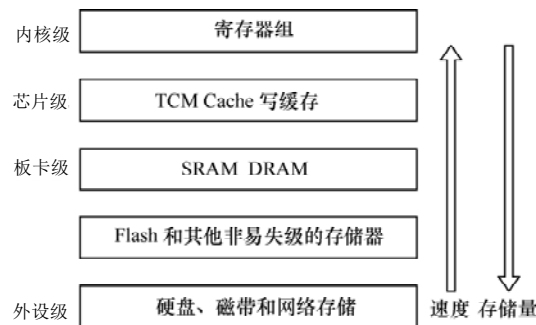 内核级 寄存器组
芯片级 TCM Cache 写缓存
板卡级 SRAM DRAM
Flash 和其他非易失级的存储器
外设级 硬盘、磁带和网络存储 速度 存储量